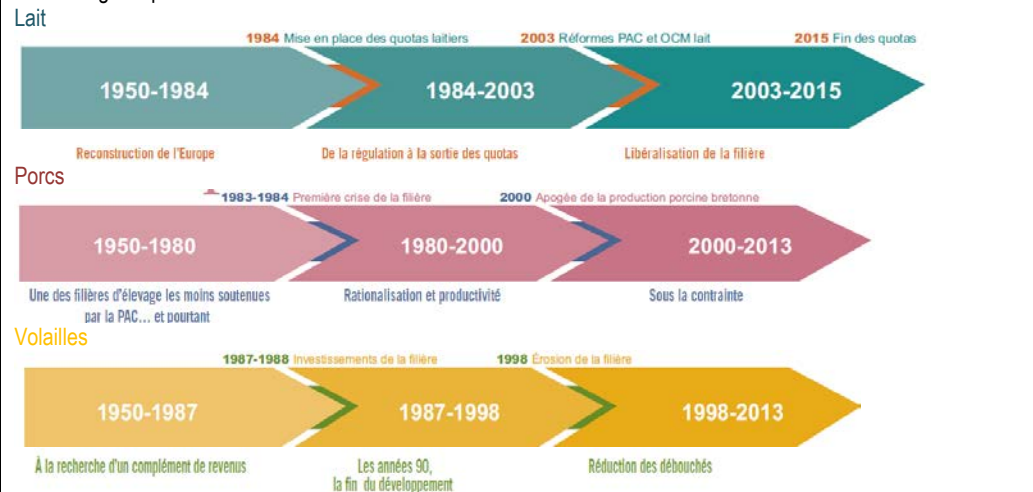 Lait
1984 Mise en place des quotas laitiers 2003 Réformes PAC et OCM lait 2015 Fin des quotas
1950-1984 1984-2003 2003-2015
Reconstruction de l'Europe De la régulation à la sortie des quotas Libéralisation de la filière
Porcs
1983-1984 Première crise de la filière 2000 Apogée de la production porcine bretonne
1950-1980 1980-2000 2000-2013
Une des filières d'élevage les moins soutenues Rationalisation et productivité Sous la contrainte
par la PAC... et pourtant
Volailles
1987-1988 Investissements de la filière 1998 Érosion de la filière
1950-1987 1987-1998 1998-2013
À la recherche d'un complément de revenus Les années 90, Réduction des débouchés
la fin du développement